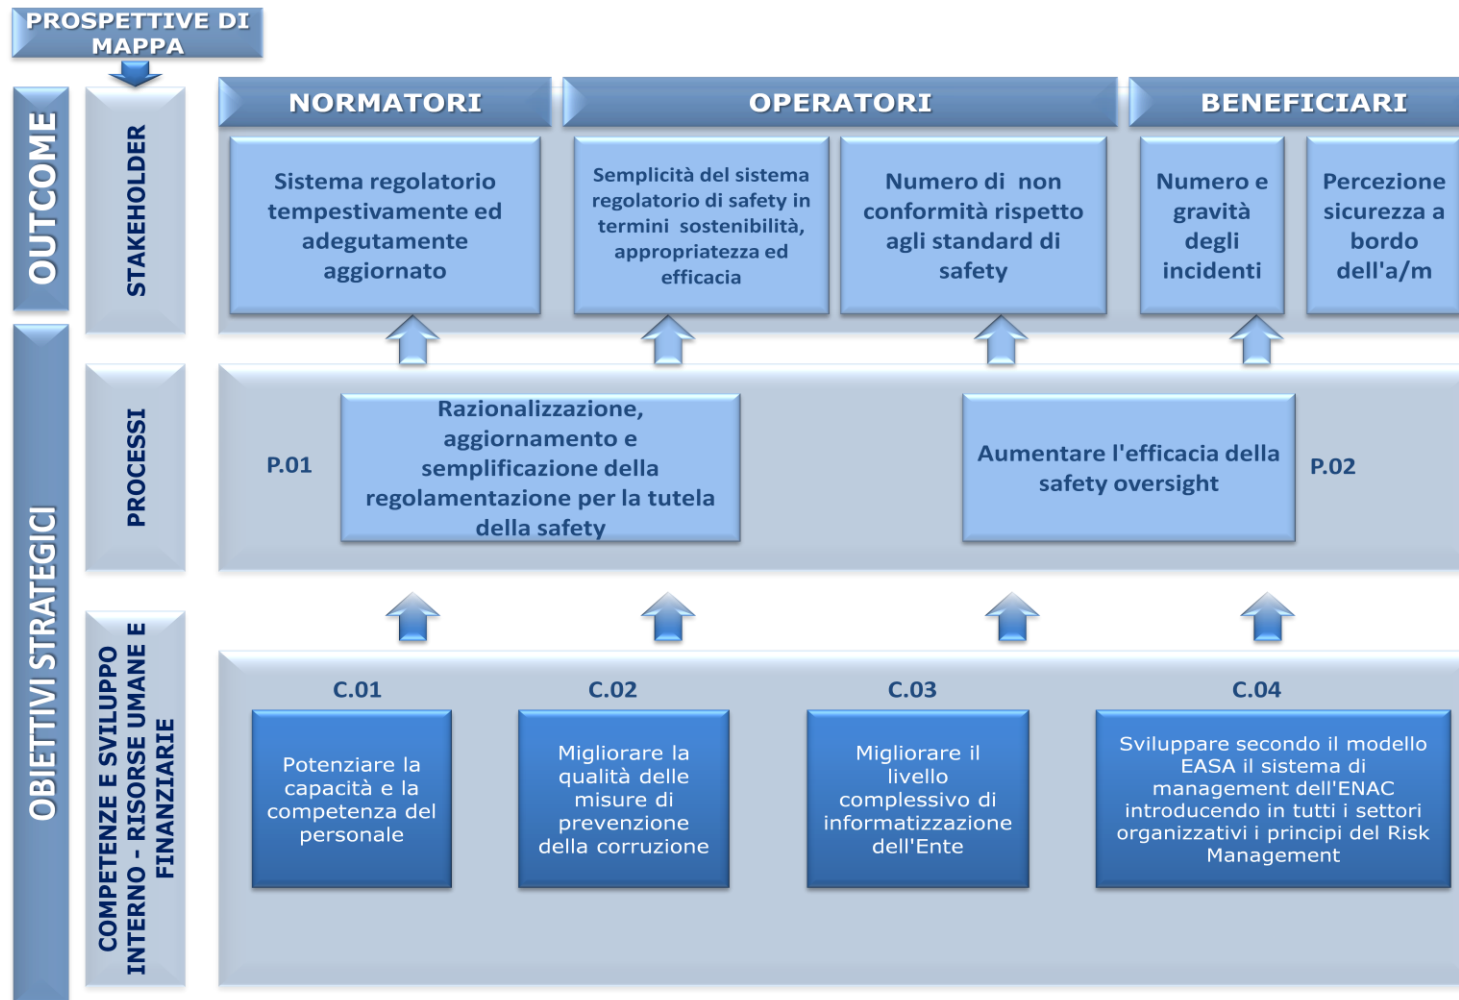 PROSPETTIVE DI
MAPPA
OUTCOME
STAKEHOLDER
NORMATORI
OPERATORI
BENEFICIARI
Sistema regolatorio
tempestivamente ed
adegutamente
aggiornato
Semplicità del sistema
regolatorio di safety in
termini sostenibilità,
appropriatezza ed
efficacia
Numero di non
conformità rispetto
agli standard di
safety
Numero e
gravità
degli
incidenti
Percezione
sicurezza a
bordo
dell'a/m
OBIETTIVI STRATEGICI
PROCESSI
P.01
Razionalizzazione,
aggiornamento e
semplificazione della
regolamentazione per la tutela
della safety
Aumentare l'efficacia della
safety oversight
P.02
COMPETENZE E SVILUPPO
INTERNO - RISORSE UMANE E
FINANZIARIE
C.01
Potenziare la
capacità e la
competenza del
personale
C.02
Migliorare la
qualità delle
misure di
prevenzione
della corruzione
C.03
Migliorare il
livello
complessivo di
informatizzazione
dell'Ente
C.04
Sviluppare secondo il modello
EASA il sistema di
management dell'ENAC
introducendo in tutti i settori
organizzativi i principi del Risk
Management